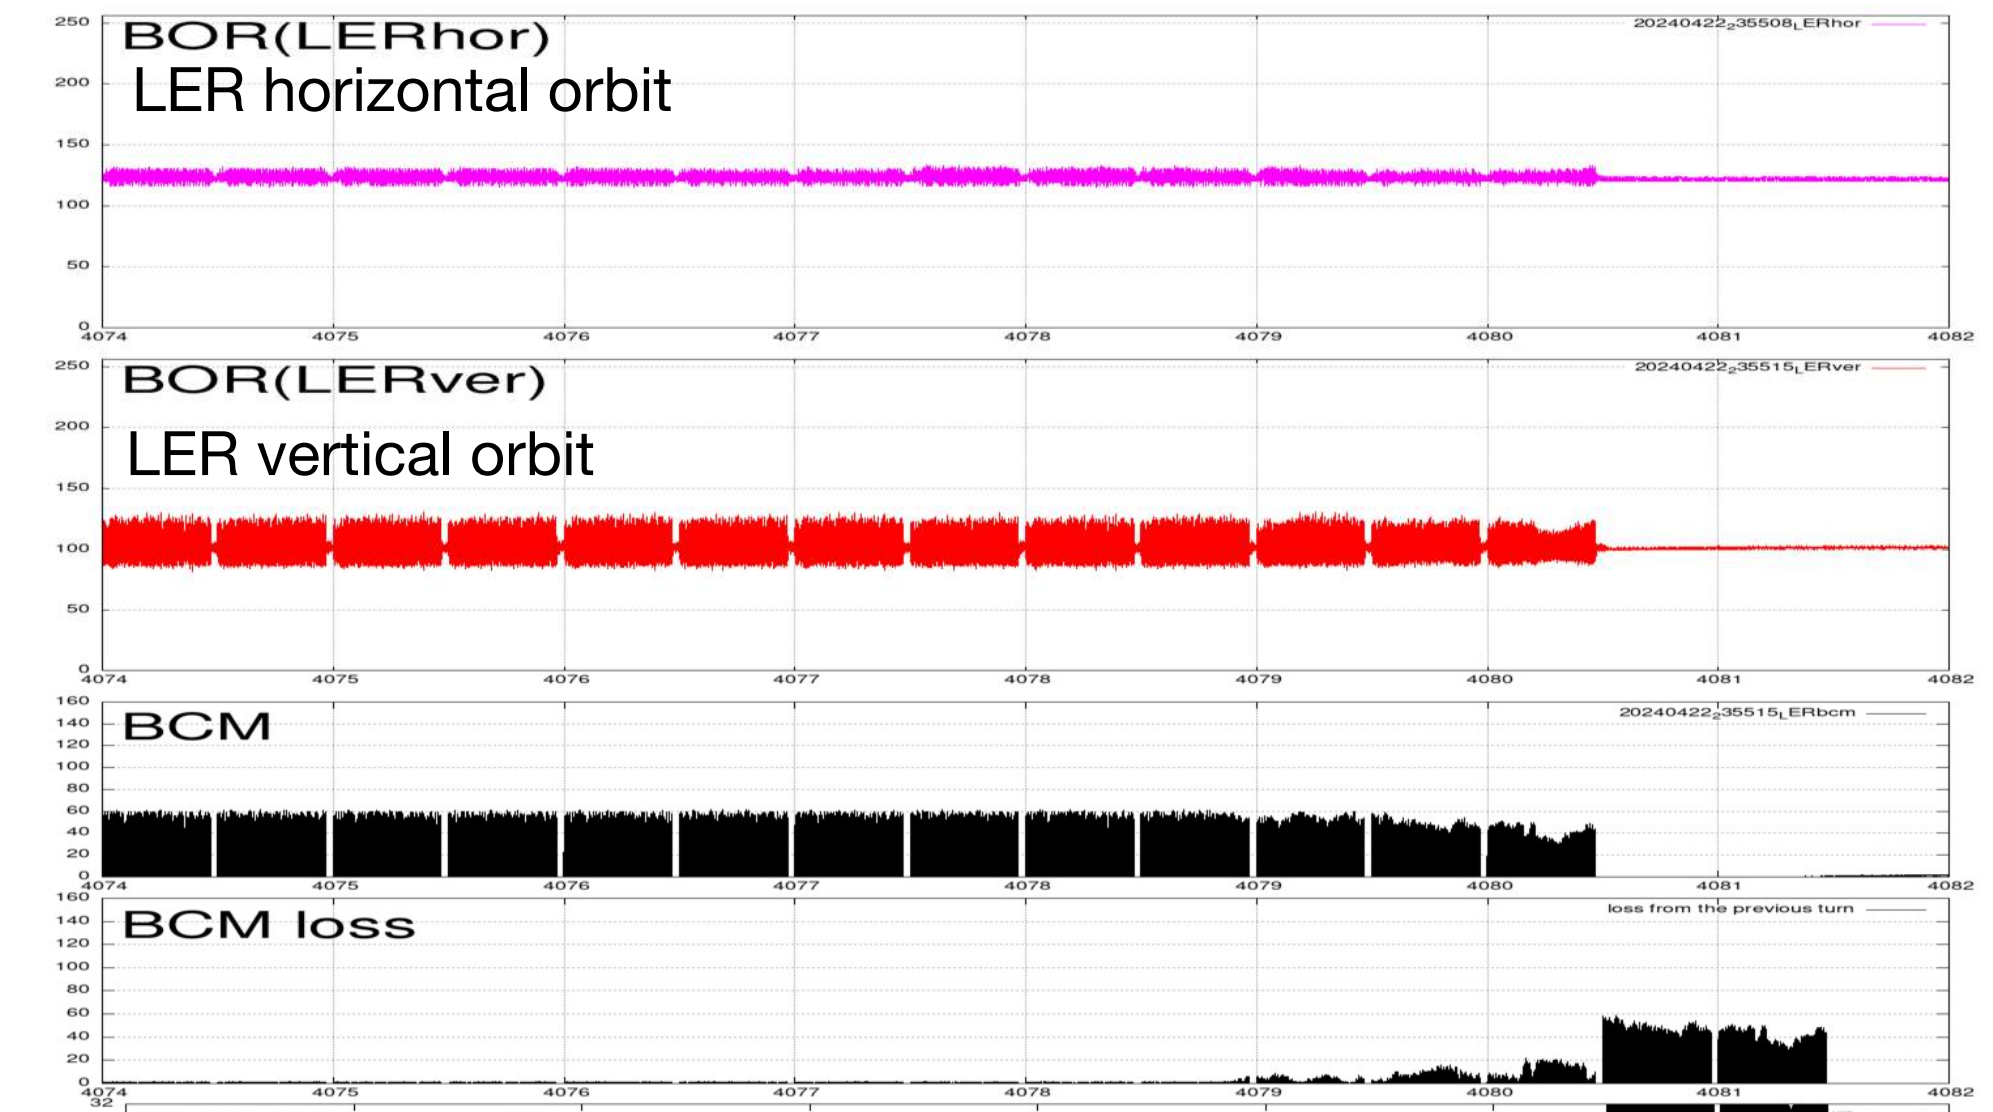 250
BOR(LERhor)
20240422₂35508LERhor
LER horizontal orbit
200
150
100
50
0
4074 4075 4076 4077 4078 4079 4080 4081 4082
250
BOR(LERver)
20240422₂35515LERver
200
LER vertical orbit
150
100
50
0
4074 4075 4076 4077 4078 4079 4080 4081 4082
160
BCM
20240422₂35515LERbcm
140
120
100
80
60
40
20
0
4074 4075 4076 4077 4078 4079 4080 4081 4082
160
BCM loss
loss from the previous turn
140
120
100
80
60
40
20
0
4074 4075 4076 4077 4078 4079 4080 4081 4082
32